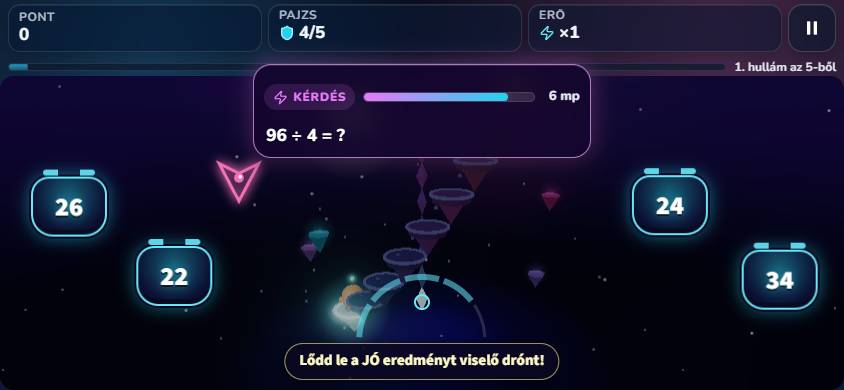 PONT
0
PAJZS
4/5
ERŐ
×1
1. hullám az 5-ből
KÉRDÉS
6 mp
96 ÷ 4 = ?
26
24
22
34
Lődd le a JÓ eredményt viselő drónt!